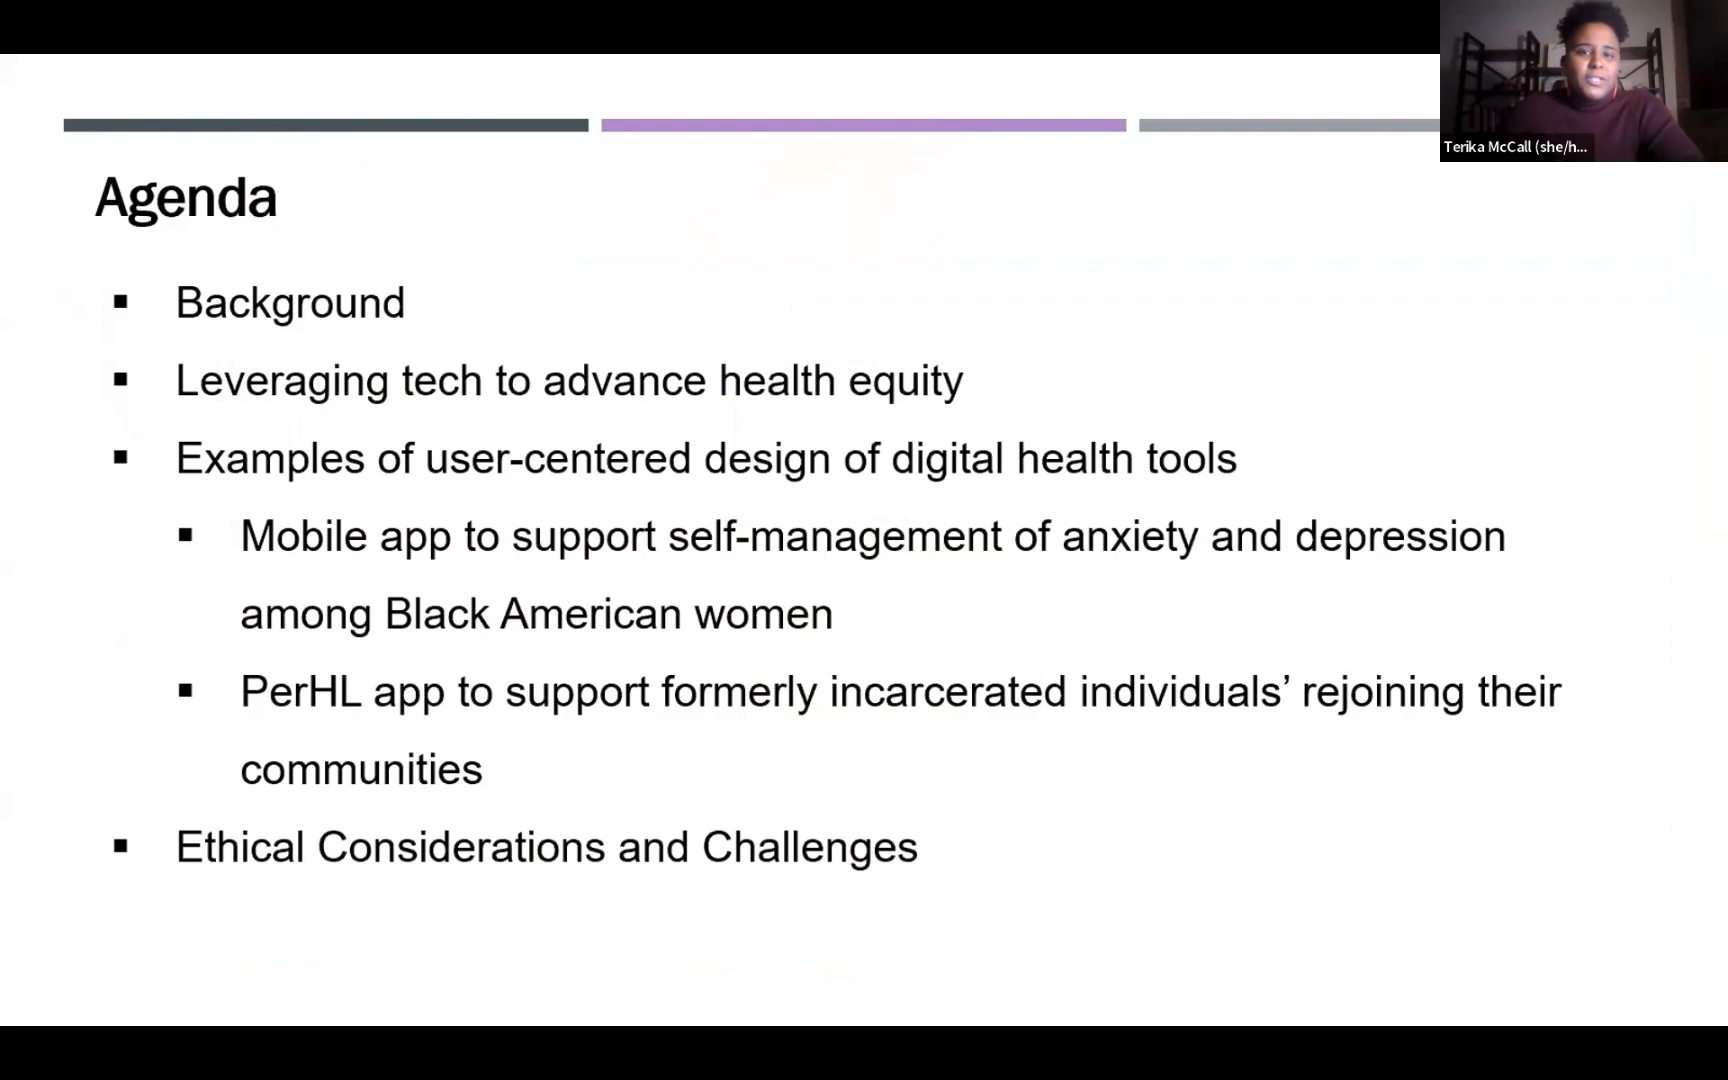 Terika McCall (she/h...
Agenda
▪ Background
▪ Leveraging tech to advance health equity
▪ Examples of user-centered design of digital health tools
▪ Mobile app to support self-management of anxiety and depression
among Black American women
▪ PerHL app to support formerly incarcerated individuals’ rejoining their
communities
▪ Ethical Considerations and Challenges